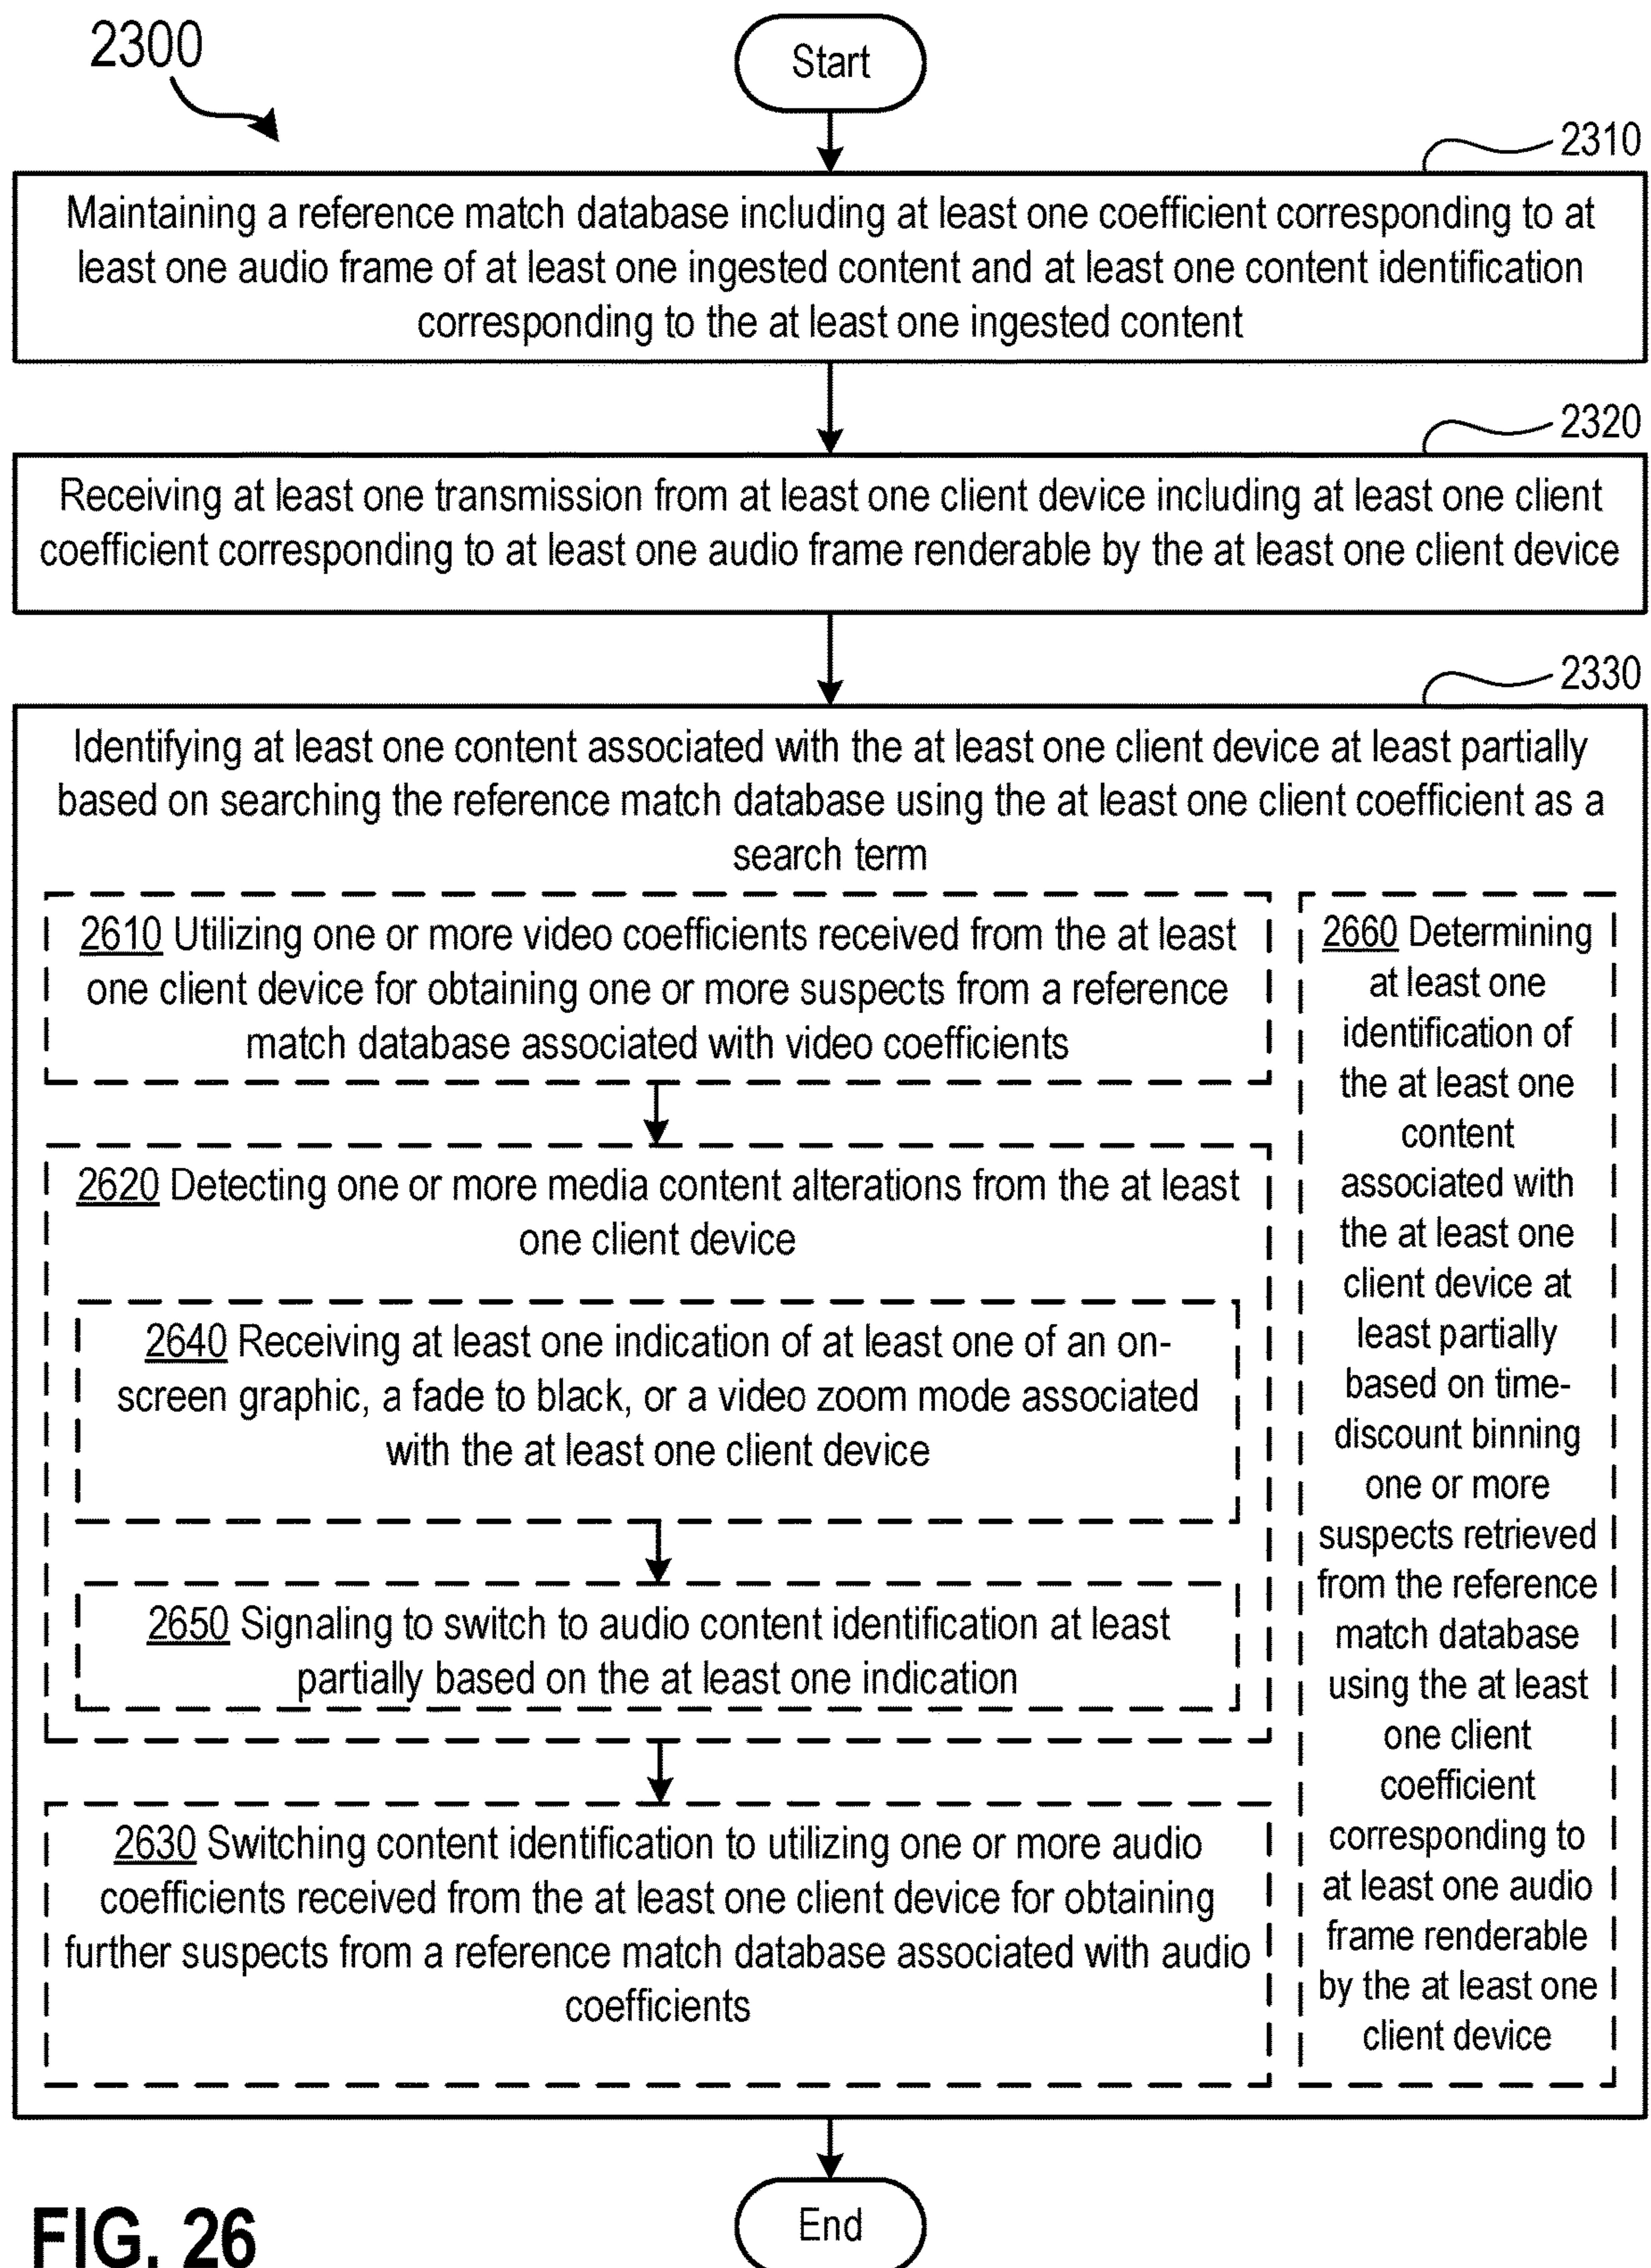 2300
Start
2310
Maintaining a reference match database including at least one coefficient corresponding to at
least one audio frame of at least one ingested content and at least one content identification
corresponding to the at least one ingested content
2320
Receiving at least one transmission from at least one client device including at least one client
coefficient corresponding to at least one audio frame renderable by the at least one client device
2330
Identifying at least one content associated with the at least one client device at least partially
based on searching the reference match database using the at least one client coefficient as a
search term
2610 Utilizing one or more video coefficients received from the at least
one client device for obtaining one or more suspects from a reference
match database associated with video coefficients
2620 Detecting one or more media content alterations from the at least
one client device
2640 Receiving at least one indication of at least one of an on-
screen graphic, a fade to black, or a video zoom mode associated
with the at least one client device
2650 Signaling to switch to audio content identification at least
partially based on the at least one indication
2630 Switching content identification to utilizing one or more audio
coefficients received from the at least one client device for obtaining
further suspects from a reference match database associated with audio
coefficients
2660 Determining
at least one
identification of
the at least one
content
associated with
the at least one
client device at
least partially
based on time-
discount binning
one or more
suspects retrieved
from the reference
match database
using the at least
one client
coefficient
corresponding to
at least one audio
frame renderable
by the at least one
client device
End
FIG. 26